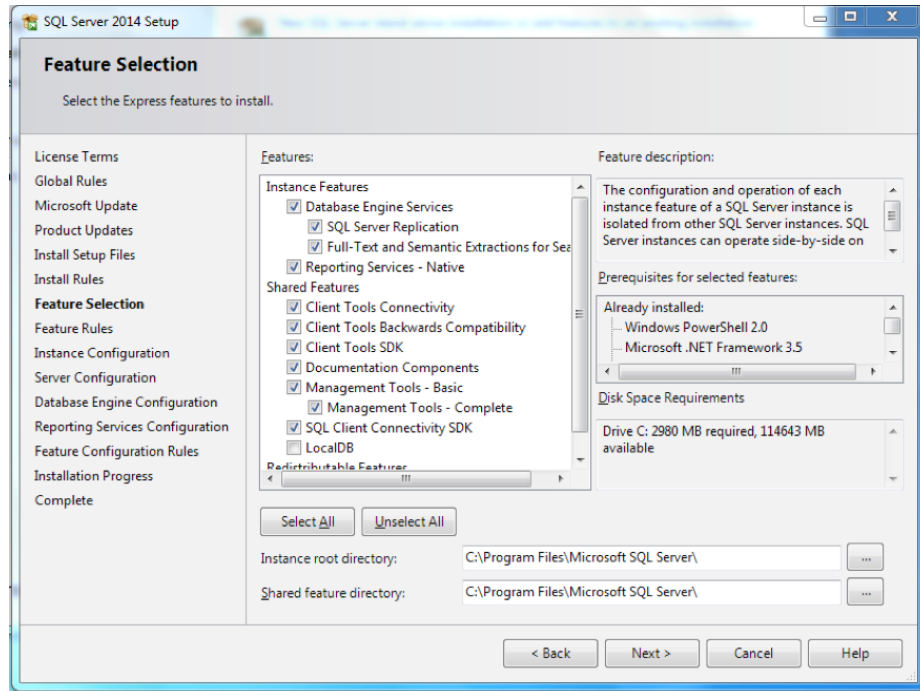 SQL Server 2014 Setup
Feature Selection
Select the Express features to install.
License Terms
Global Rules
Microsoft Update
Product Updates
Install Setup Files
Install Rules
Feature Selection
Feature Rules
Instance Configuration
Server Configuration
Database Engine Configuration
Reporting Services Configuration
Feature Configuration Rules
Installation Progress
Complete
Features:
Instance Features
Database Engine Services
SQL Server Replication
Full-Text and Semantic Extractions for Sea
Reporting Services - Native
Shared Features
Client Tools Connectivity
Client Tools Backwards Compatibility
Client Tools SDK
Documentation Components
Management Tools - Basic
Management Tools - Complete
SQL Client Connectivity SDK
LocalDB
Redistributable Features
Feature description:
The configuration and operation of each
instance feature of a SQL Server instance is
isolated from other SQL Server instances. SQL
Server instances can operate side-by-side on
Prerequisites for selected features:
Already installed:
Windows PowerShell 2.0
Microsoft .NET Framework 3.5
Disk Space Requirements
Drive C: 2980 MB required, 114643 MB
available
Select All
Unselect All
Instance root directory:
C:\Program Files\Microsoft SQL Server\
...
Shared feature directory:
C:\Program Files\Microsoft SQL Server\
...
< Back
Next >
Cancel
Help